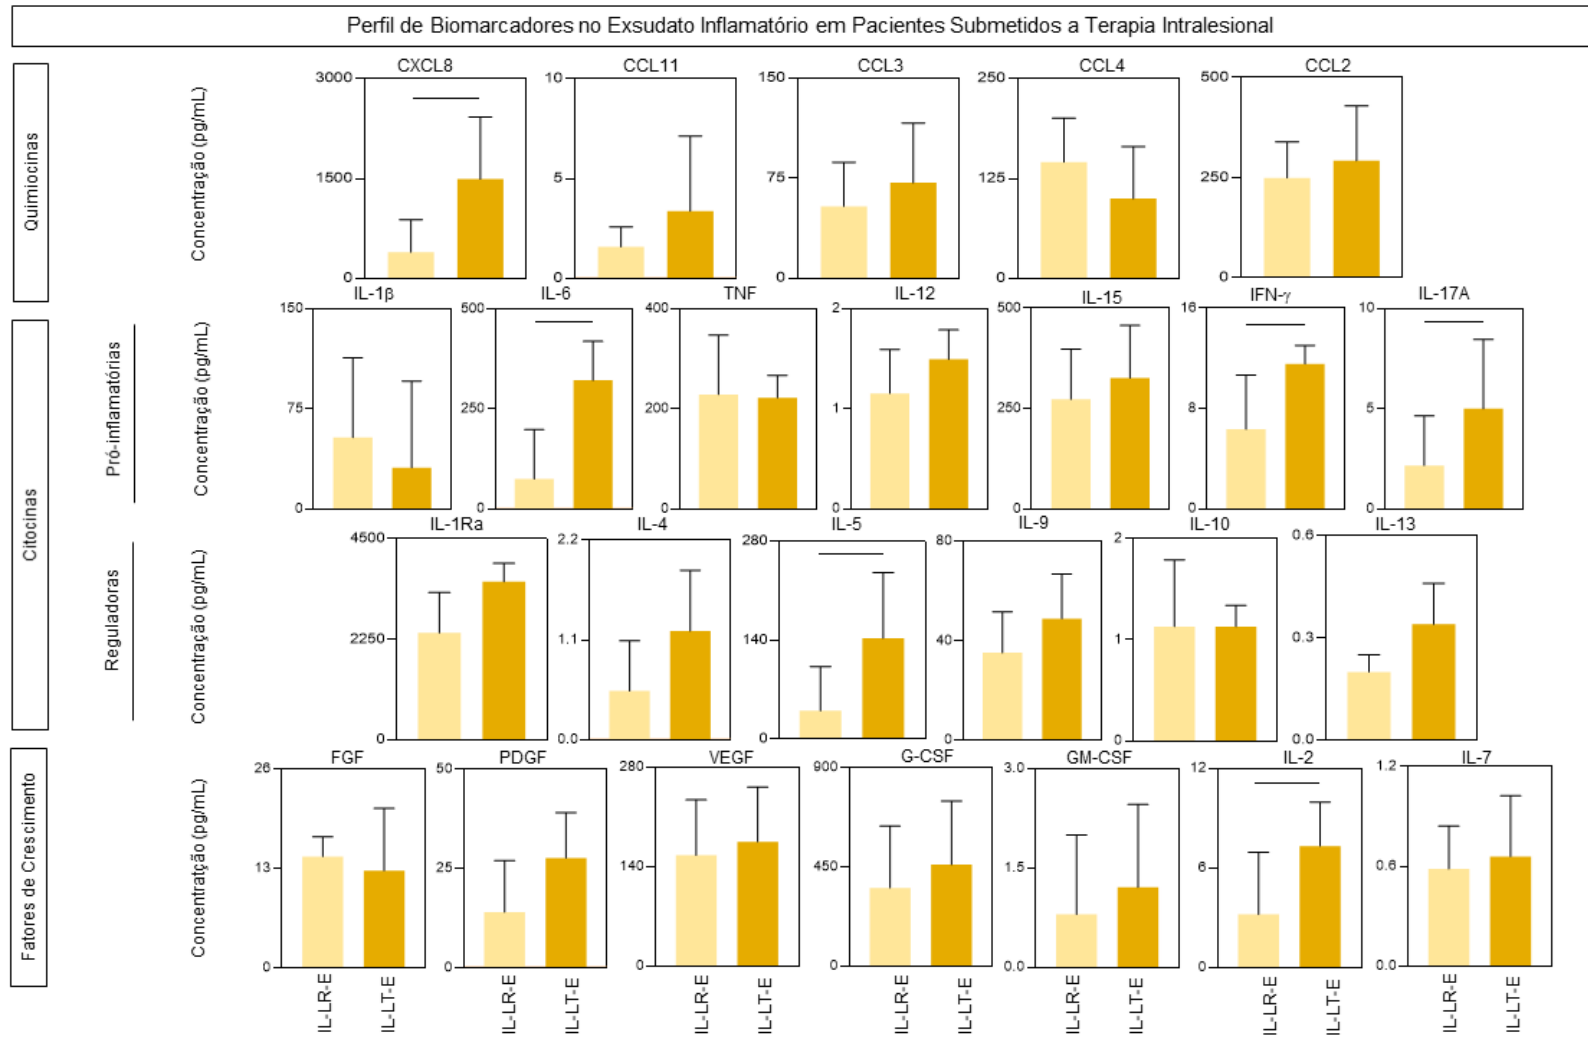 Perfil de Biomarcadores no Exsudato Inflamatório em Pacientes Submetidos a Terapia Intralesional
Quimiocinas
Concentração (pg/mL)
CXCL8
3000
1500
0
CCL11
10
5
0
CCL3
150
75
0
CCL4
250
125
0
CCL2
500
250
0
Citocinas
Pró-inflamatórias
Concentração (pg/mL)
IL-1β
150
75
0
IL-6
500
250
0
TNF
400
200
0
IL-12
2
1
0
IL-15
500
250
0
IFN-γ
16
8
0
IL-17A
10
5
0
Reguladoras
Concentração (pg/mL)
IL-1Ra
4500
2250
0
IL-4
2.2
1.1
0.0
IL-5
280
140
0
IL-9
80
40
0
IL-10
2
1
0
IL-13
0.6
0.3
0.0
Fatores de Crescimento
Concentratção (pg/mL)
FGF
26
13
0
PDGF
50
25
0
VEGF
280
140
0
G-CSF
900
450
0
GM-CSF
3.0
1.5
0.0
IL-2
12
6
0
IL-7
1.2
0.6
0.0
IL-LR-E
IL-LT-E
IL-LR-E
IL-LT-E
IL-LR-E
IL-LT-E
IL-LR-E
IL-LT-E
IL-LR-E
IL-LT-E
IL-LR-E
IL-LT-E
IL-LR-E
IL-LT-E